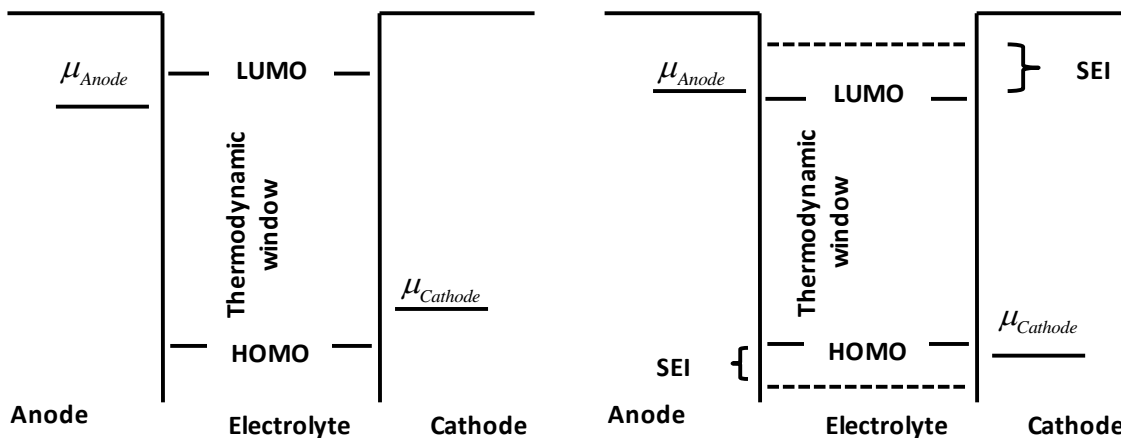 μAnode
LUMO
Thermodynamic
window
μCathode
HOMO
Anode
Electrolyte
Cathode
μAnode
SEI
LUMO
Thermodynamic
window
μCathode
HOMO
SEI
Anode
Electrolyte
Cathode